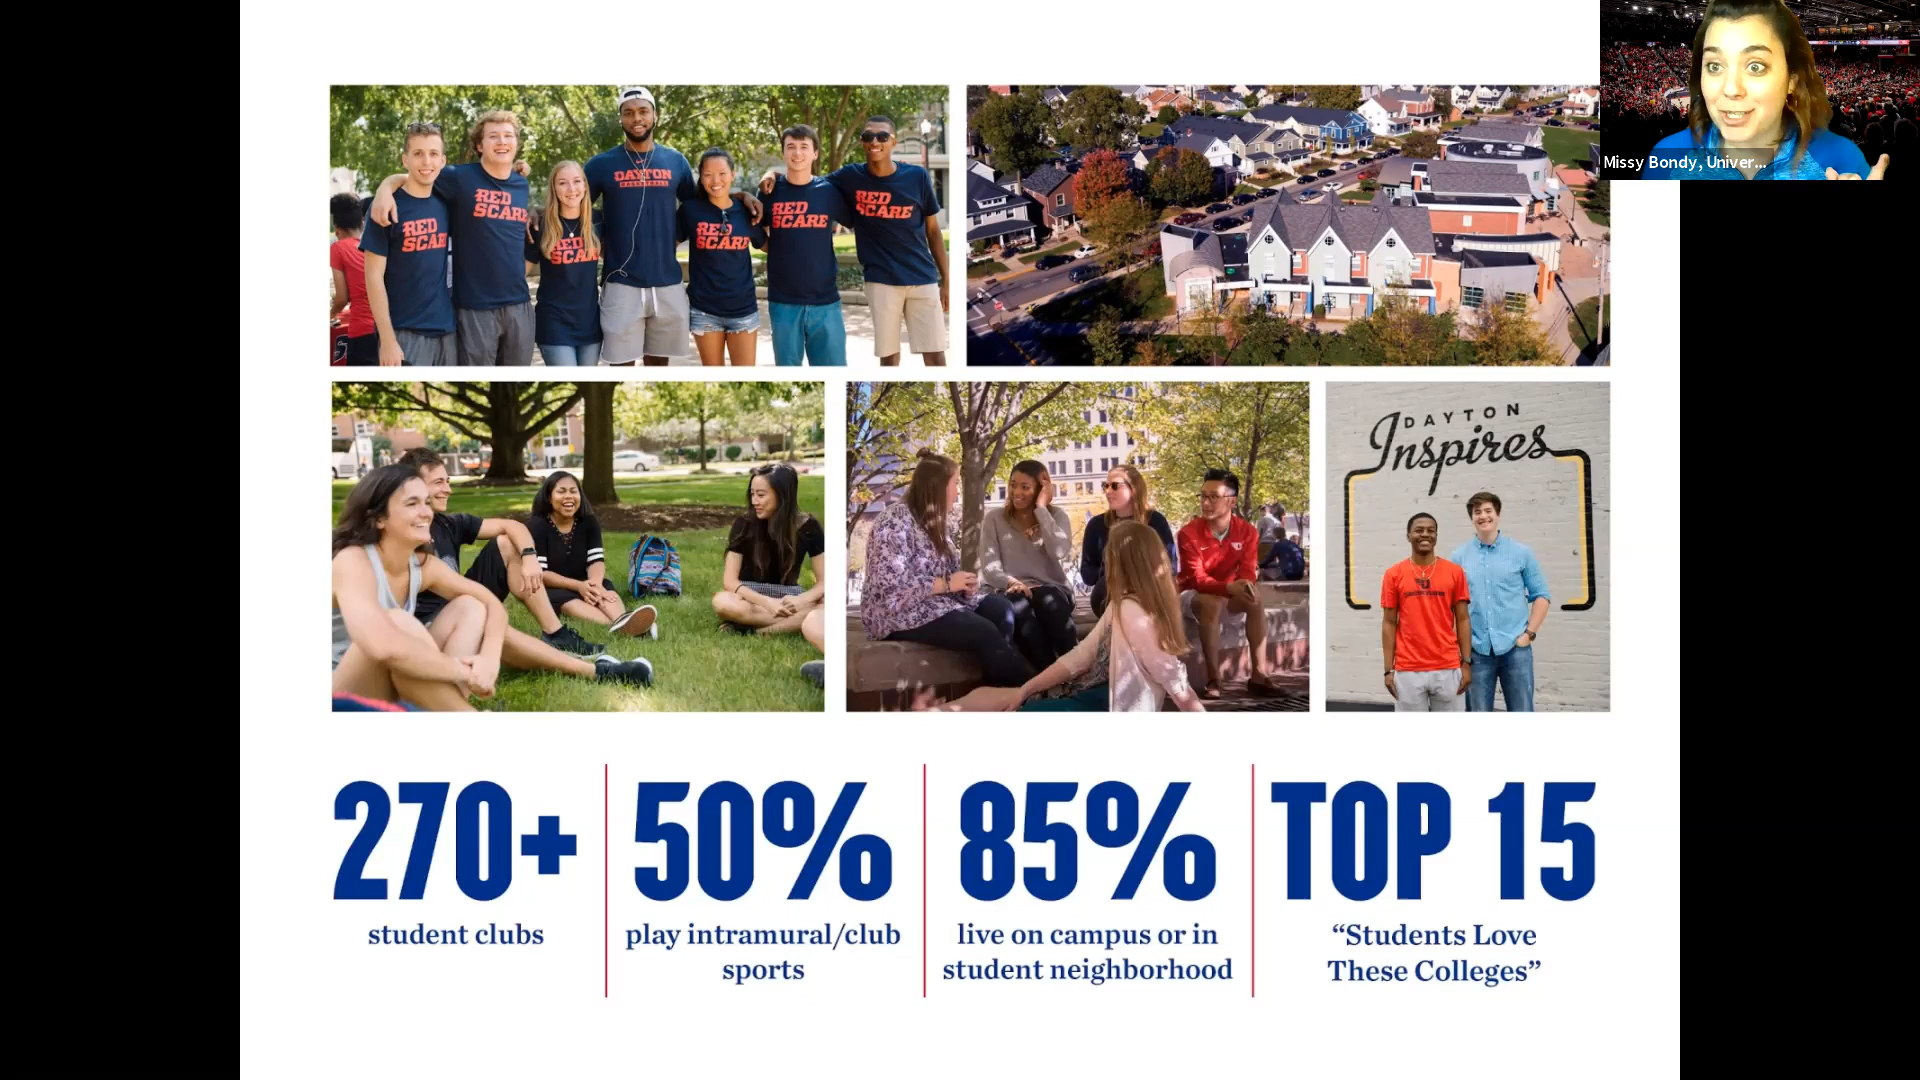 Missy Bondy, Univer...
DAYTON
BASKETBALL
RED
SCARE
RED
SCARE
RED
SCA
RED
SCARE
RED
SCARE
RED
SCARE
DAYTON
Inspires
270+
student clubs
50%
play intramural/club
sports
85%
live on campus or in
student neighborhood
TOP 15
“Students Love
These Colleges”